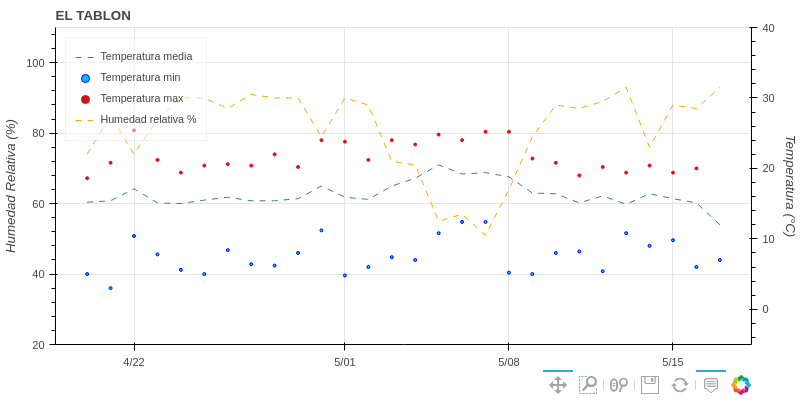 EL TABLON
Temperatura media
Temperatura min
Temperatura max
Humedad relativa %
Humedad Relativa (%)
100
80
60
40
20
40
30
20
10
0
Temperatura (°C)
4/22
5/01
5/08
5/15